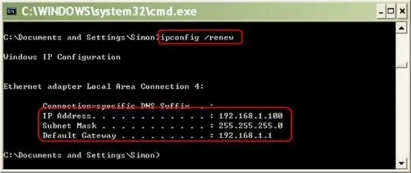 C:\WINDOWS\system32\cmd.exe
C:\Documents and Settings\Simon>ipconfig /renew
Windows IP Configuration
Ethernet adapter Local Area Connection 4:
Connection-specific DNS Suffix . :
IP Address. . . . . . . . . . . . : 192.168.1.100
Subnet Mask . . . . . . . . . . . : 255.255.255.0
Default Gateway . . . . . . . . . : 192.168.1.1
C:\Documents and Settings\Simon>